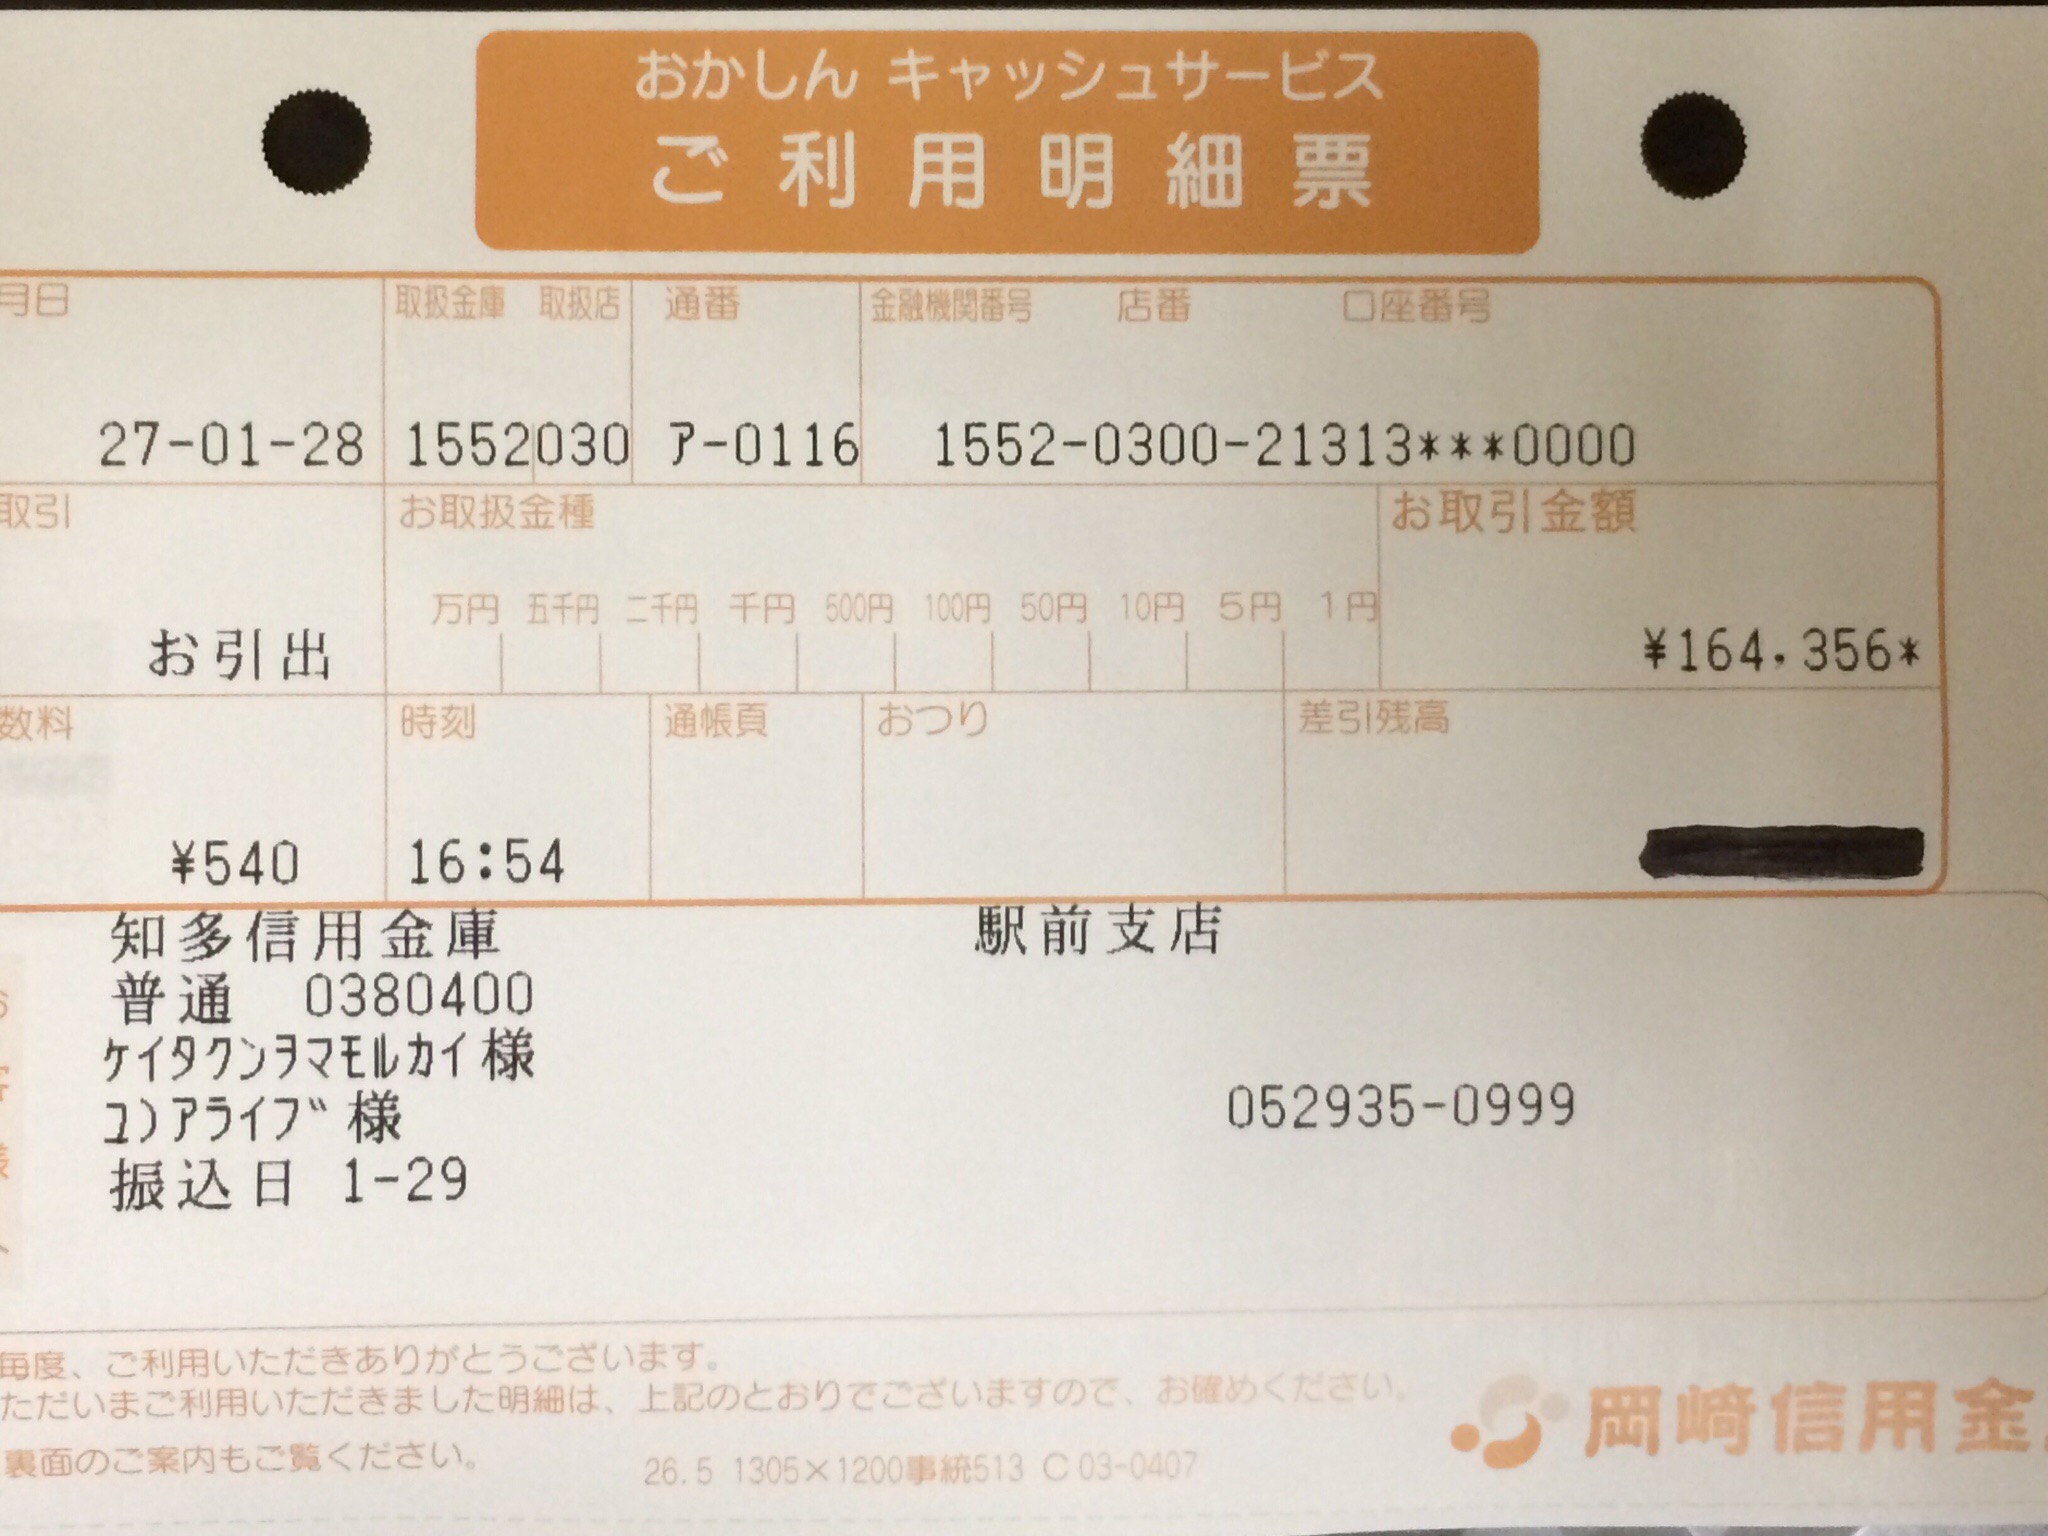 おかしん キャッシュサービス
ご利用明細票
月日 取扱金庫 取扱店 通番 金融機関番号 店番 口座番号
27-01-28 1552 030 ア-0116 1552-0300-21313***0000
取引 お取扱金種 お取引金額
万円 五千円 二千円 千円 500円 100円 50円 10円 5円 1円
お引出 ¥164,356*
数料 時刻 通帳頁 おつり 差引残高
¥540 16:54
知多信用金庫 駅前支店
普通 0380400
ケイタクンヲマモルカイ様
ユ)アライブ様 052935-0999
振込日 1-29
毎度、ご利用いただきありがとうございます。
ただいまご利用いただきました明細は、上記のとおりでございますので、お確めください。
裏面のご案内もご覧ください。
26.5 1305×1200事統513 C 03-0407
岡崎信用金